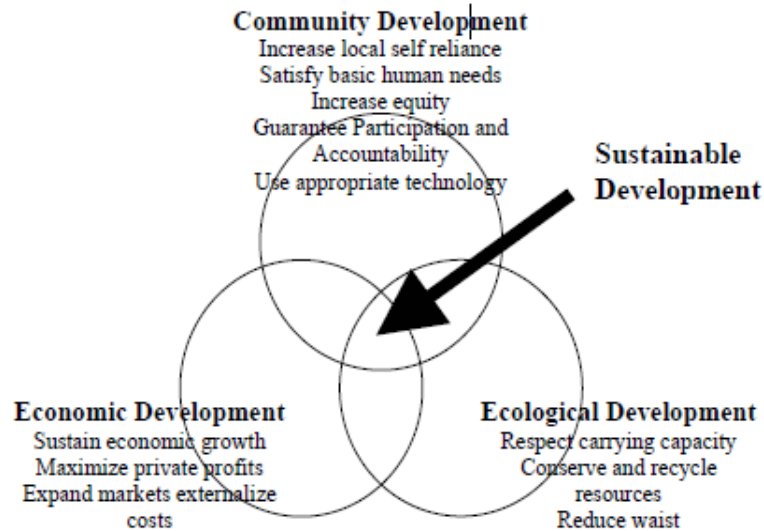 Community Development
Increase local self reliance
Satisfy basic human needs
Increase equity
Guarantee Participation and
Accountability
Use appropriate technology
Sustainable
Development
Economic Development
Sustain economic growth
Maximize private profits
Expand markets externalize
costs
Ecological Development
Respect carrying capacity
Conserve and recycle
resources
Reduce waist